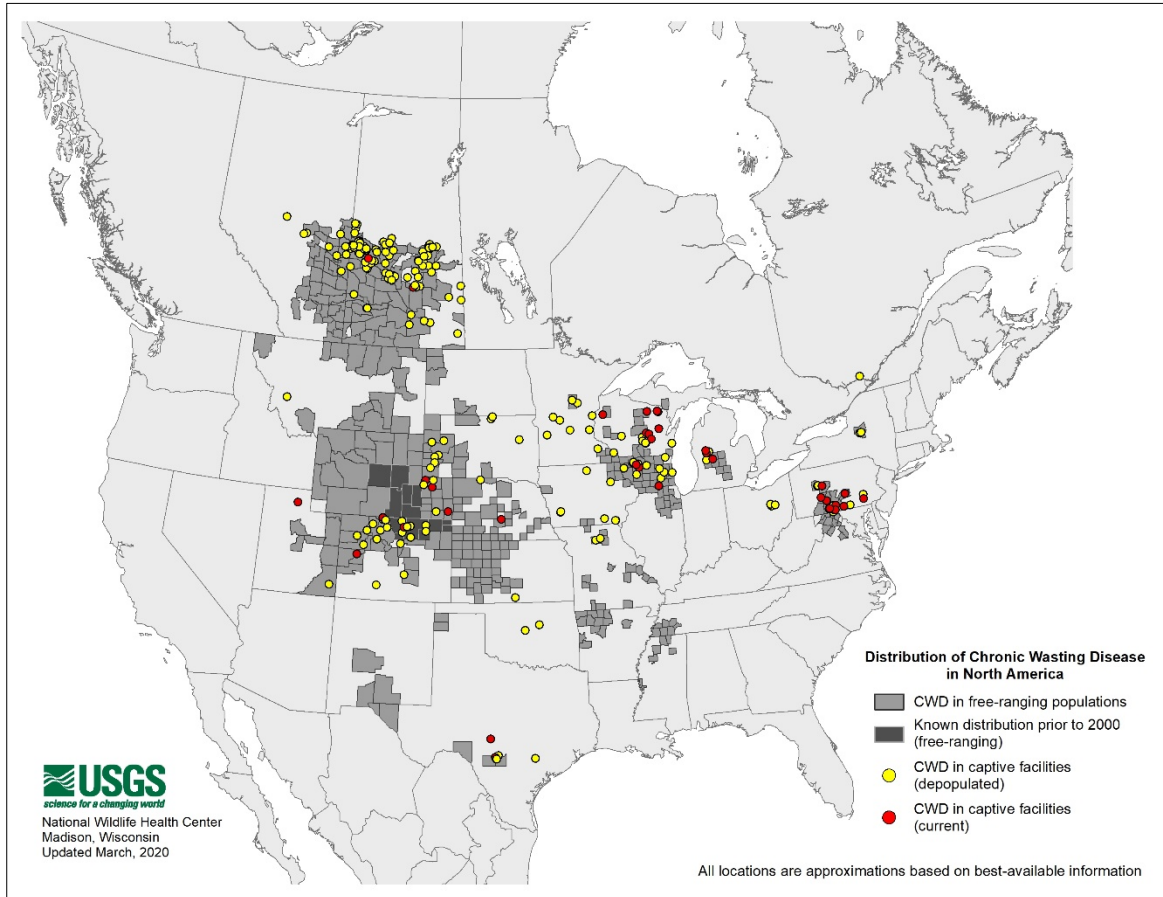 Distribution of Chronic Wasting Disease
in North America
CWD in free-ranging populations
Known distribution prior to 2000
(free-ranging)
CWD in captive facilities
(depopulated)
CWD in captive facilities
(current)
USGS
science for a changing world
National Wildlife Health Center
Madison, Wisconsin
Updated March, 2020
All locations are approximations based on best-available information